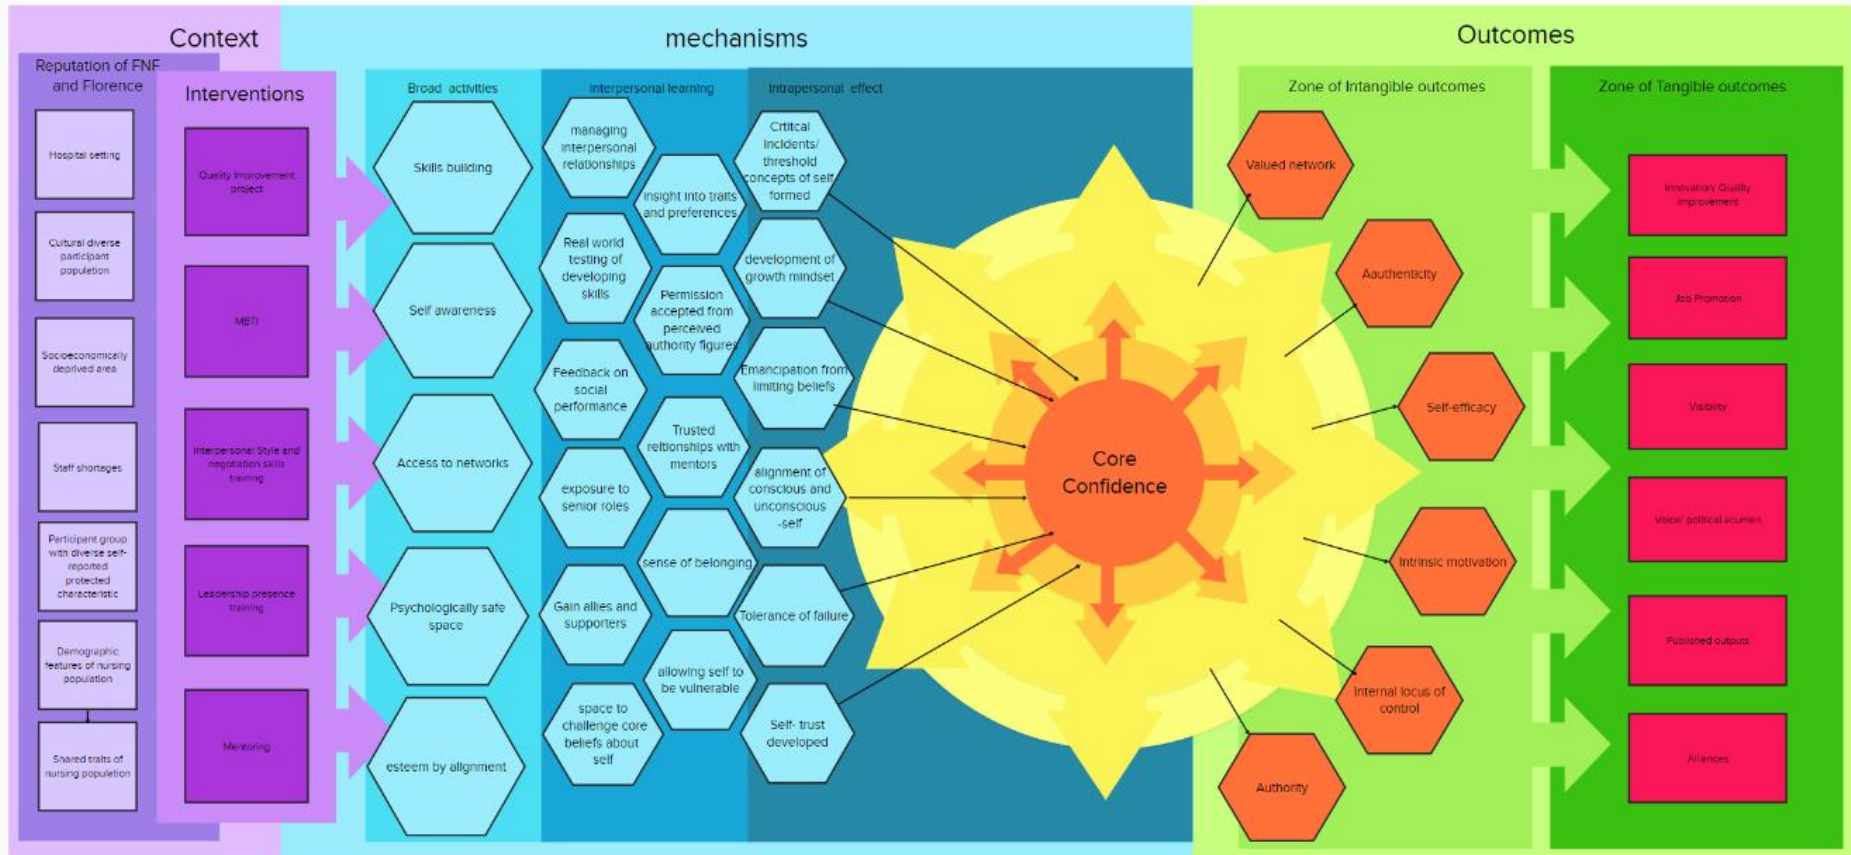 Context
mechanisms
Outcomes
Reputation of FNF
and Florence
Interventions
Broad activities
Interpersonal learning
Intrapersonal effect
Zone of Intangible outcomes
Zone of Tangible outcomes
Hospital setting
Cultural diverse
participant
population
Socioeconomically
deprived area
Staff shortages
Participant group
with diverse self-
reported
protected
characteristic
Demographic
features of nursing
population
Shared traits of
nursing population
Quality Improvement
project
MBTI
Interpersonal Style and
negotiation skills
training
Leadership presence
training
Mentoring
Skills building
Self awareness
Access to networks
Psychologically safe
space
esteem by alignment
managing
interpersonal
relationships
Real world
testing of
developing
skills
Feedback on
social
performance
exposure to
senior roles
Gain allies and
supporters
space to
challenge core
beliefs about
self
insight into traits
and preferences
Permission
accepted from
perceived
authority figures
Trusted
reltionships with
mentors
sense of belonging
allowing self to
be vulnerable
Crtitcal
Incidents/
threshold
concepts of self
formed
development of
growth mindset
Emancipation from
limiting beliefs
alignment of
conscious and
unconscious
-self
Tolerance of failure
Self- trust
developed
Core
Confidence
Valued network
Aauthenticity
Self-efficacy
Intrinsic motivation
Internal locus of
control
Authority
Innovation/ Quality
Improvement
Job Promotion
Visibility
Voice/ political acumen
Published outputs
Alliances